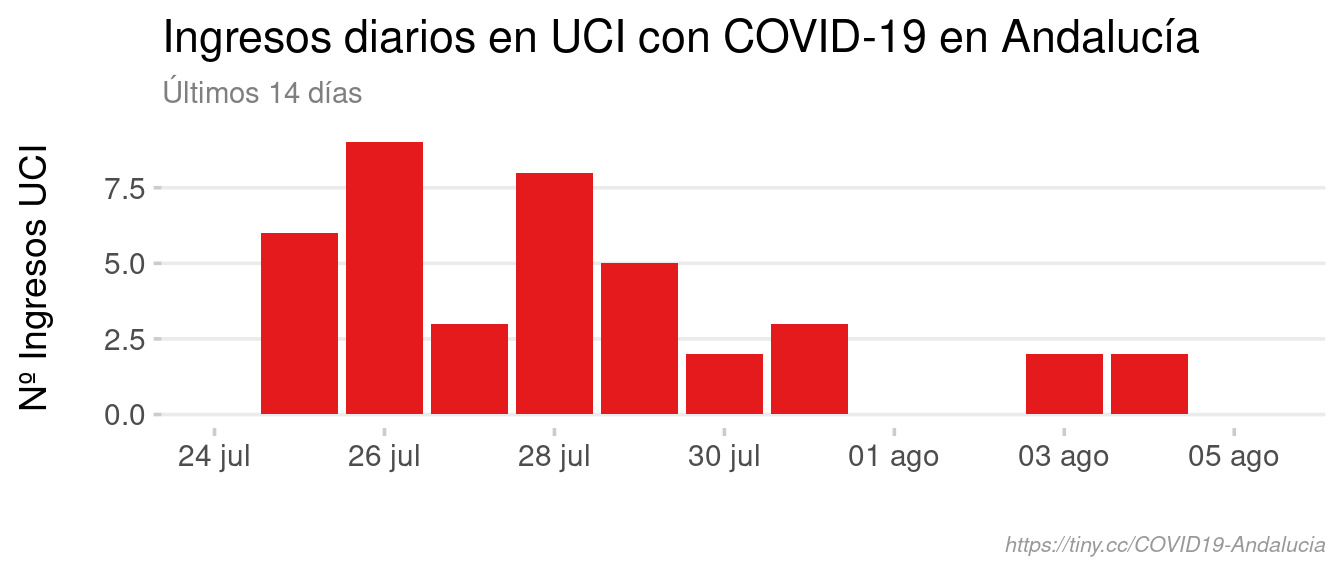 Ingresos diarios en UCI con COVID-19 en Andalucía
Últimos 14 días
Nº Ingresos UCI
7.5
5.0
2.5
0.0
24 jul 26 jul 28 jul 30 jul 01 ago 03 ago 05 ago
https://tiny.cc/COVID19-Andalucia